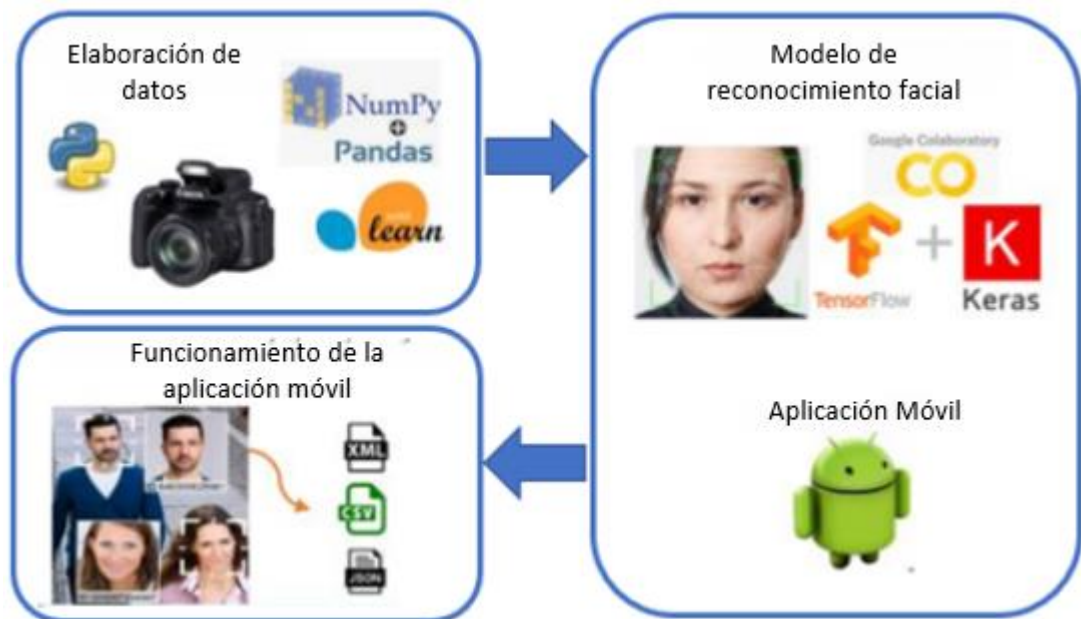 Elaboración de
datos
NumPy
+
Pandas
learn
Modelo de
reconocimiento facial
Google Colaboratory
CO
TensorFlow
+
K
Keras
Funcionamiento de la
aplicación móvil
XML
CSV
JSON
Aplicación Móvil